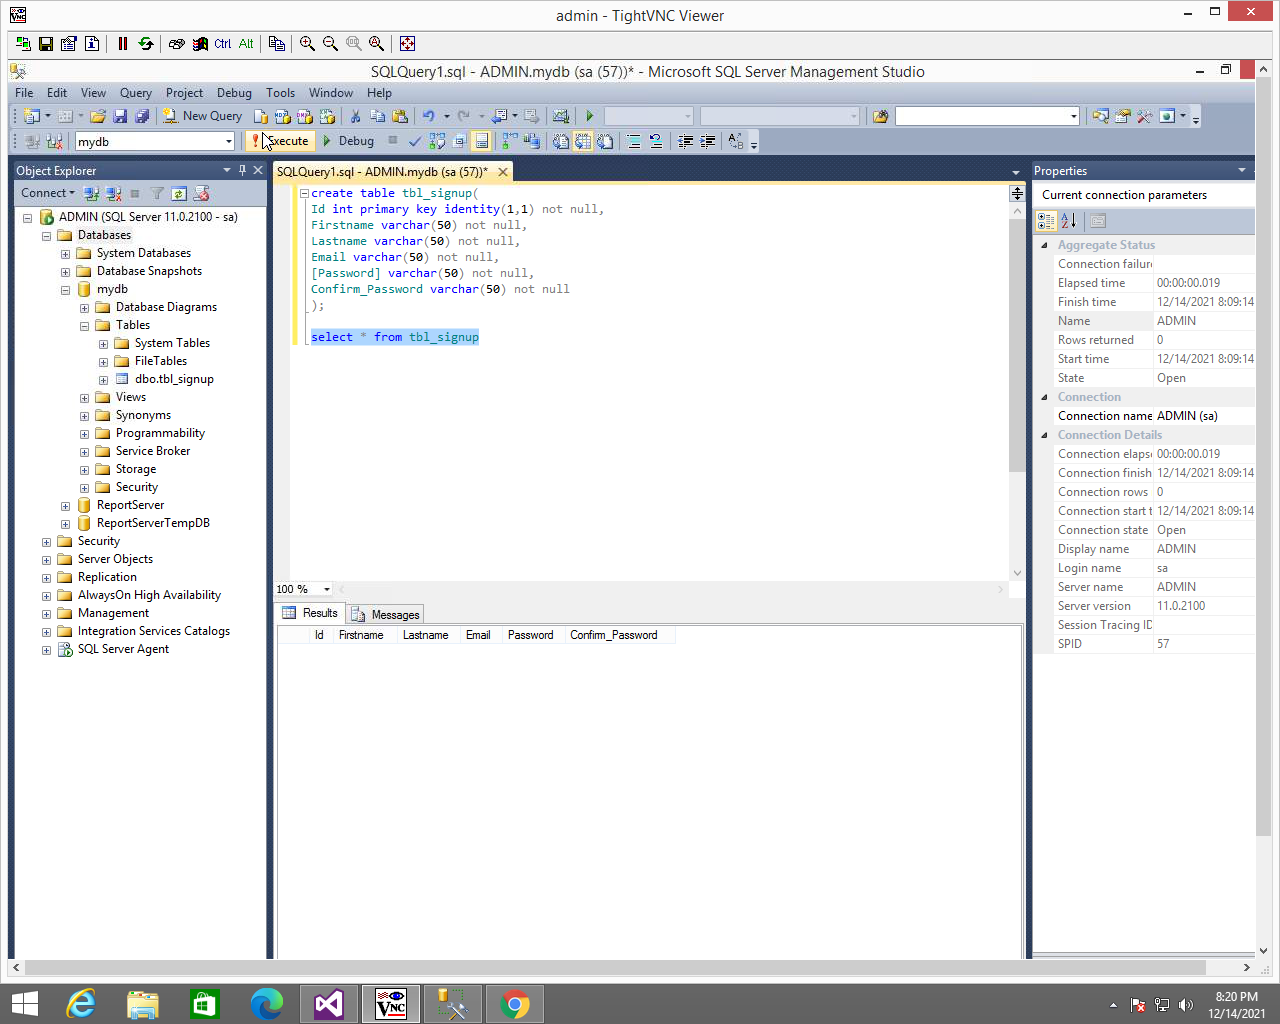 admin - TightVNC Viewer
Ctrl Alt
SQLQuery1.sql - ADMIN.mydb (sa (57))* - Microsoft SQL Server Management Studio
File Edit View Query Project Debug Tools Window Help
New Query
mydb
Execute
Debug
Object Explorer
Connect
ADMIN (SQL Server 11.0.2100 - sa)
Databases
System Databases
Database Snapshots
mydb
Database Diagrams
Tables
System Tables
FileTables
dbo.tbl_signup
Views
Synonyms
Programmability
Service Broker
Storage
Security
ReportServer
ReportServerTempDB
Security
Server Objects
Replication
AlwaysOn High Availability
Management
Integration Services Catalogs
SQL Server Agent
SQLQuery1.sql - ADMIN.mydb (sa (57))*
create table tbl_signup(
Id int primary key identity(1,1) not null,
Firstname varchar(50) not null,
Lastname varchar(50) not null,
Email varchar(50) not null,
[Password] varchar(50) not null,
Confirm_Password varchar(50) not null
);
select * from tbl_signup
100 %
Results Messages
Id Firstname Lastname Email Password Confirm_Password
Properties
Current connection parameters
Aggregate Status
Connection failure
Elapsed time 00:00:00.019
Finish time 12/14/2021 8:09:14
Name ADMIN
Rows returned 0
Start time 12/14/2021 8:09:14
State Open
Connection
Connection name ADMIN (sa)
Connection Details
Connection elaps 00:00:00.019
Connection finish 12/14/2021 8:09:14
Connection rows 0
Connection start t 12/14/2021 8:09:14
Connection state Open
Display name ADMIN
Login name sa
Server name ADMIN
Server version 11.0.2100
Session Tracing ID
SPID 57
8:20 PM
12/14/2021